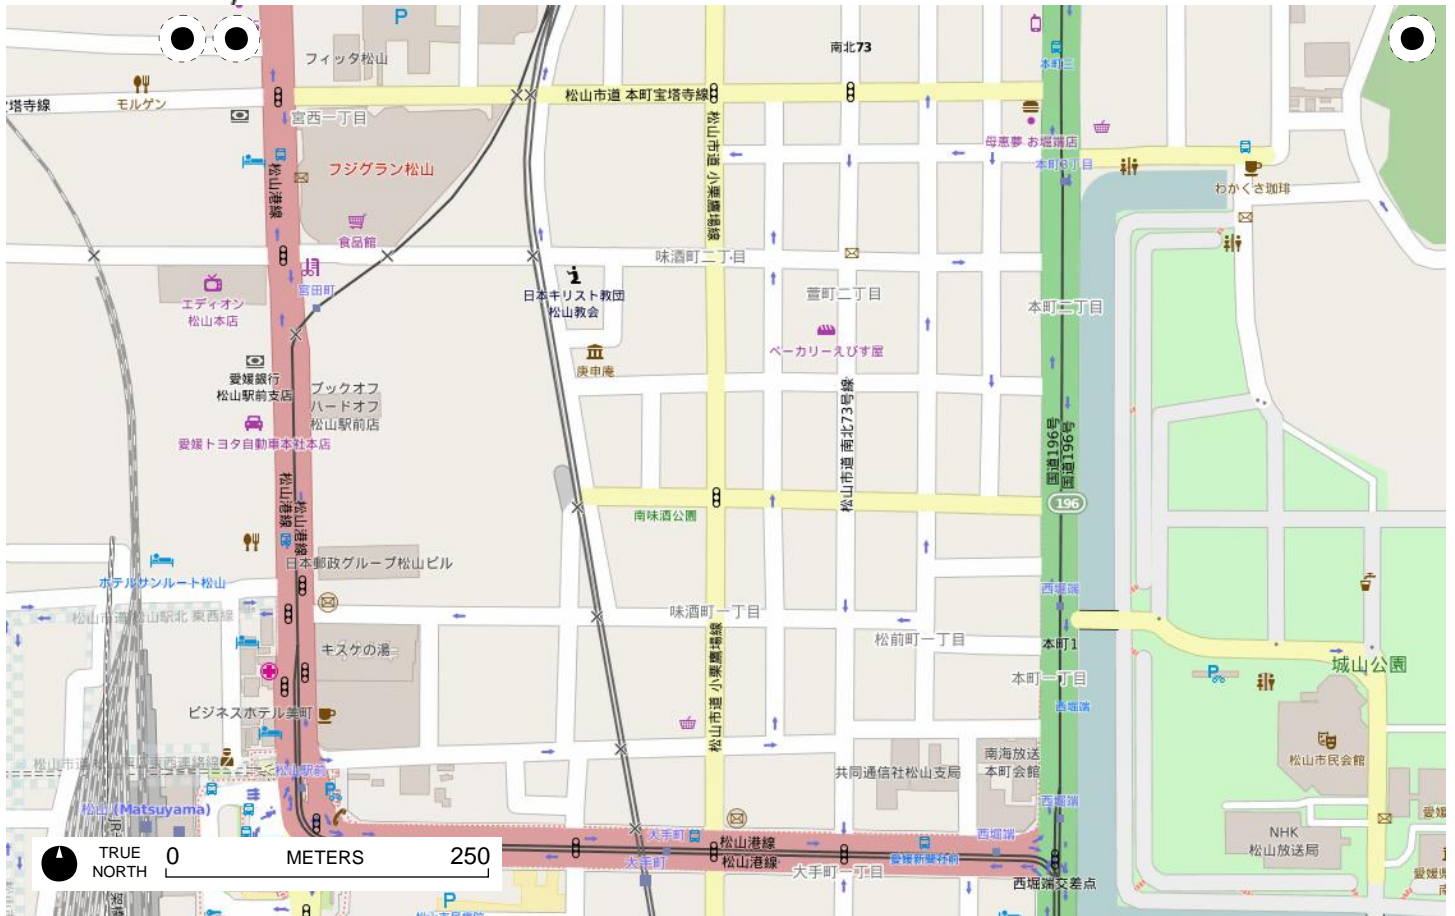 フィッタ松山
南北73
本町三
モルゲン
塔寺線
松山市道 本町宝塔寺線
宮西一丁目
フジグラン松山
松山港線
松山市道 小栗鷹場線
母恵夢 お堀端店
本町3丁目
わかくさ珈琲
食品館
味酒町二丁目
宮田町
エディオン
松山本店
日本キリスト教団
松山教会
萱町二丁目
本町二丁目
ベーカリーえびす屋
庚申庵
愛媛銀行
松山駅前支店
ブックオフ
ハードオフ
松山駅前店
愛媛トヨタ自動車本社本店
松山市道 南北73号線
国道196号
国道196号
196
松山港線
松山港線
南味酒公園
日本郵政グループ松山ビル
ホテルサンルート松山
西堀端
味酒町一丁目
松前町一丁目
本町1
キスケの湯
城山公園
本町一丁目
松山市道 小栗鷹場線
西堀端
ビジネスホテル美町
南海放送
本町会館
共同通信社松山支局
松山市民会館
松山駅前
松山 (Matsuyama)
西堀端
大手町
松山港線
西堀端
NHK
松山放送局
松山港線
愛媛新聞社前
大手町
大手町一丁目
西堀端交差点
TRUE
NORTH
0 METERS 250